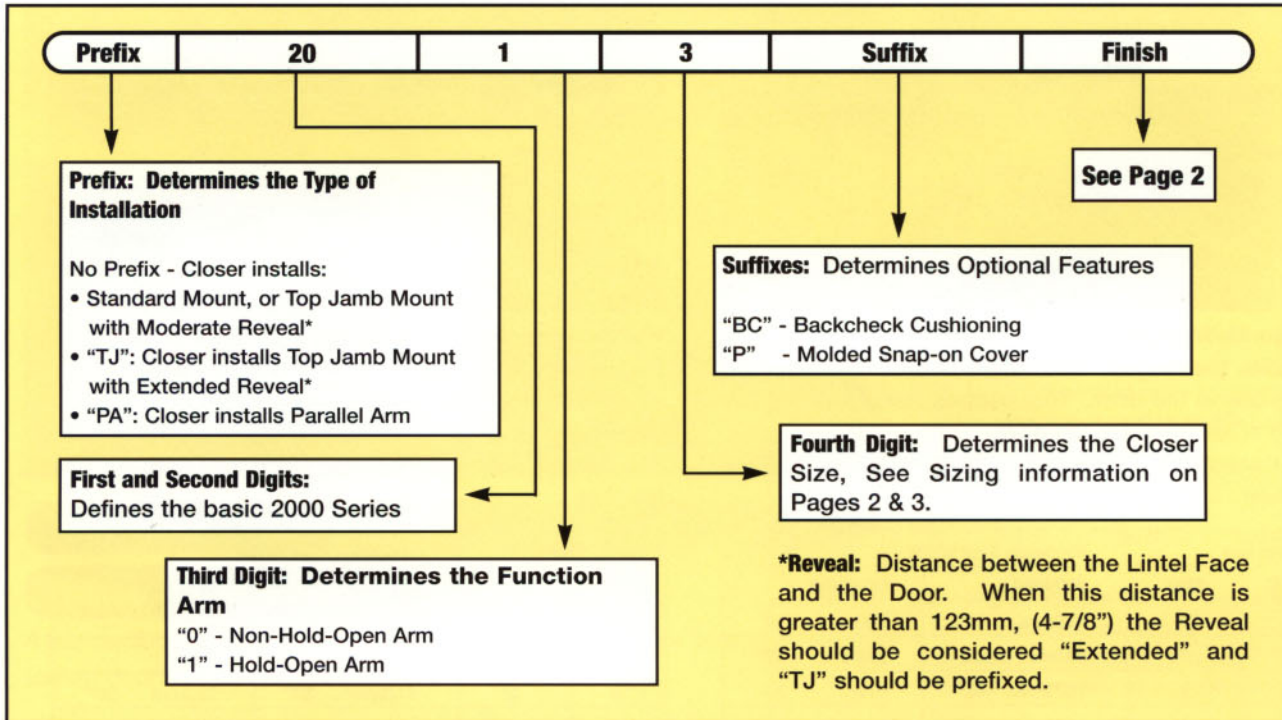 Prefix 20 1 3 Suffix Finish
Prefix: Determines the Type of
Installation
No Prefix - Closer installs:
• Standard Mount, or Top Jamb Mount
with Moderate Reveal*
• “TJ”: Closer installs Top Jamb Mount
with Extended Reveal*
• “PA”: Closer installs Parallel Arm
First and Second Digits:
Defines the basic 2000 Series
Third Digit: Determines the Function
Arm
“0” - Non-Hold-Open Arm
“1” - Hold-Open Arm
See Page 2
Suffixes: Determines Optional Features
“BC” - Backcheck Cushioning
“P” - Molded Snap-on Cover
Fourth Digit: Determines the Closer
Size, See Sizing information on
Pages 2 & 3.
*Reveal: Distance between the Lintel Face
and the Door. When this distance is
greater than 123mm, (4-7/8”) the Reveal
should be considered “Extended” and
“TJ” should be prefixed.